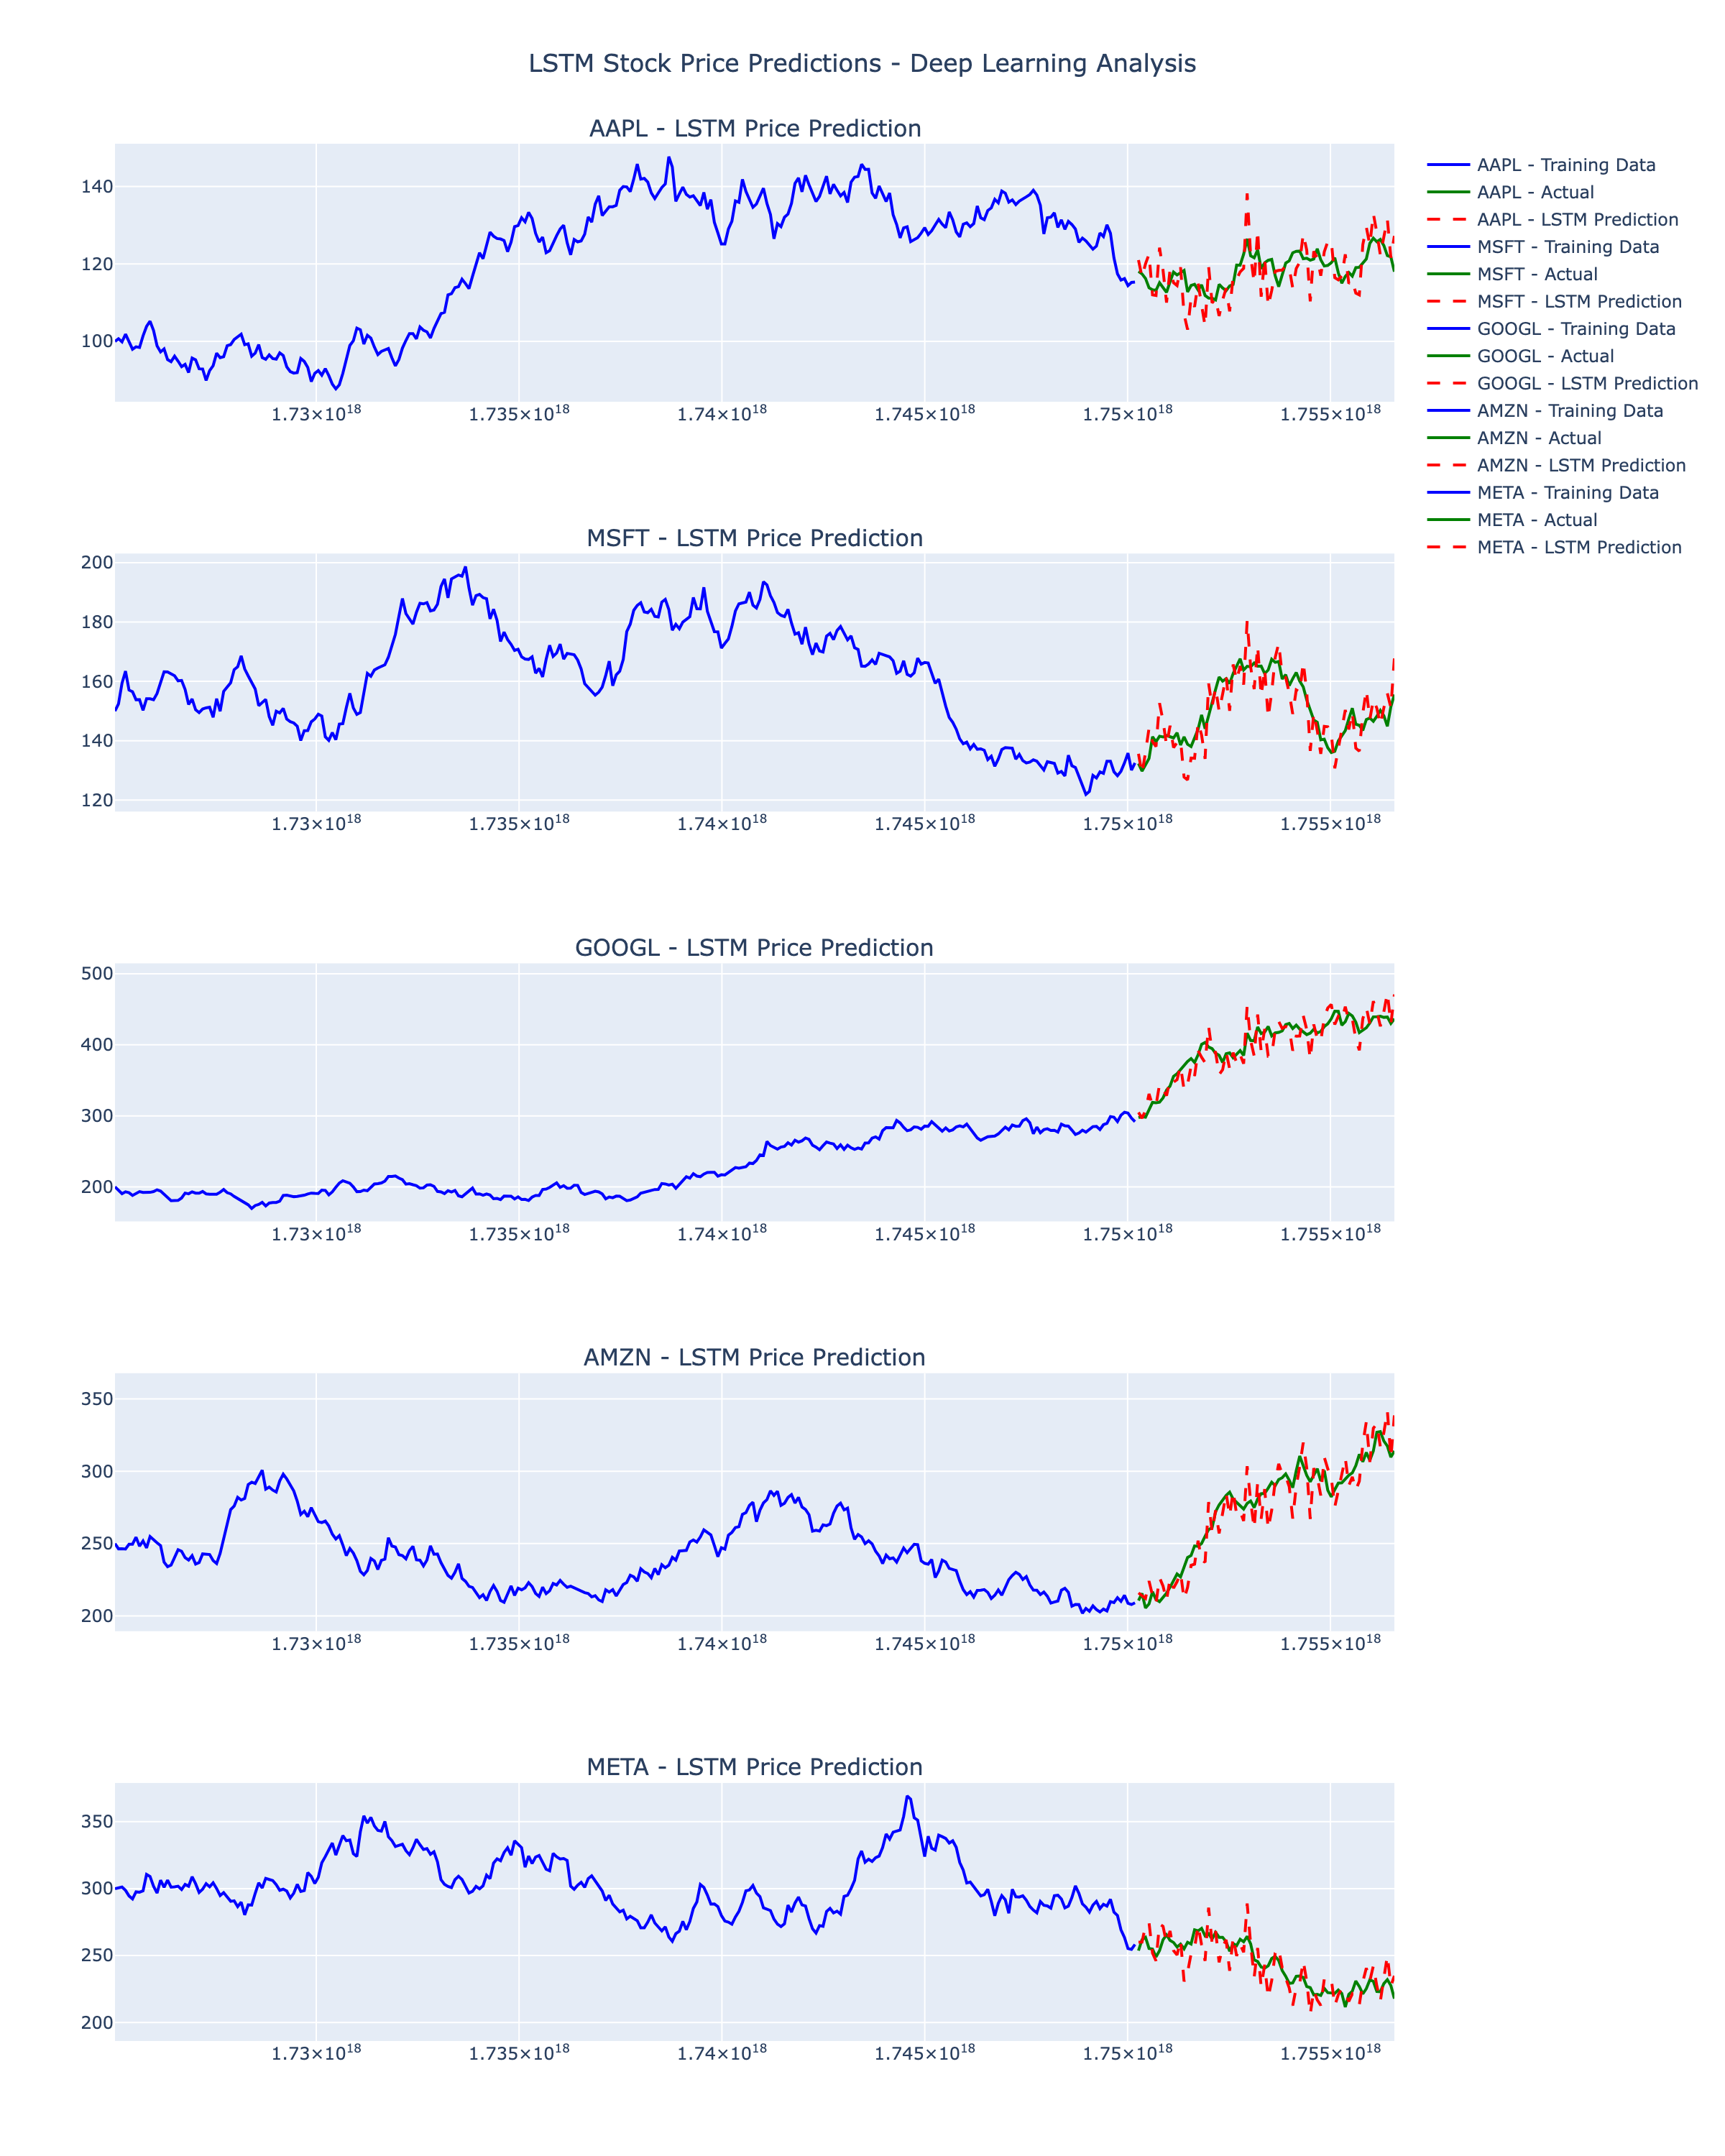 LSTM Stock Price Predictions - Deep Learning Analysis
AAPL - LSTM Price Prediction
140
120
100
1.73×10¹⁸ 1.735×10¹⁸ 1.74×10¹⁸ 1.745×10¹⁸ 1.75×10¹⁸ 1.755×10¹⁸
AAPL - Training Data
AAPL - Actual
AAPL - LSTM Prediction
MSFT - Training Data
MSFT - Actual
MSFT - LSTM Prediction
GOOGL - Training Data
GOOGL - Actual
GOOGL - LSTM Prediction
AMZN - Training Data
AMZN - Actual
AMZN - LSTM Prediction
META - Training Data
META - Actual
META - LSTM Prediction
MSFT - LSTM Price Prediction
200
180
160
140
120
1.73×10¹⁸ 1.735×10¹⁸ 1.74×10¹⁸ 1.745×10¹⁸ 1.75×10¹⁸ 1.755×10¹⁸
GOOGL - LSTM Price Prediction
500
400
300
200
1.73×10¹⁸ 1.735×10¹⁸ 1.74×10¹⁸ 1.745×10¹⁸ 1.75×10¹⁸ 1.755×10¹⁸
AMZN - LSTM Price Prediction
350
300
250
200
1.73×10¹⁸ 1.735×10¹⁸ 1.74×10¹⁸ 1.745×10¹⁸ 1.75×10¹⁸ 1.755×10¹⁸
META - LSTM Price Prediction
350
300
250
200
1.73×10¹⁸ 1.735×10¹⁸ 1.74×10¹⁸ 1.745×10¹⁸ 1.75×10¹⁸ 1.755×10¹⁸